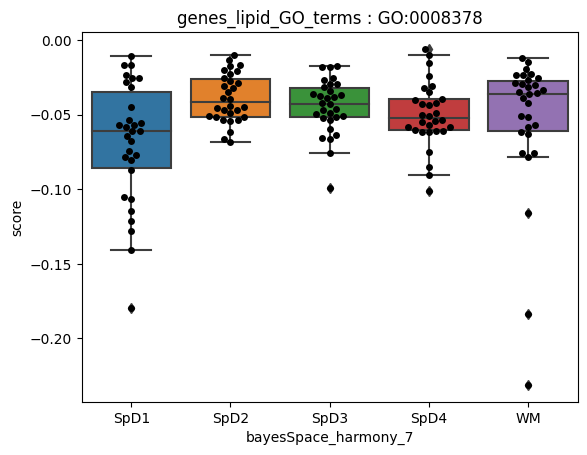 genes_lipid_GO_terms : GO:0008378
0.00
−0.05
−0.10
−0.15
−0.20
score
SpD1 SpD2 SpD3 SpD4 WM
bayesSpace_harmony_7